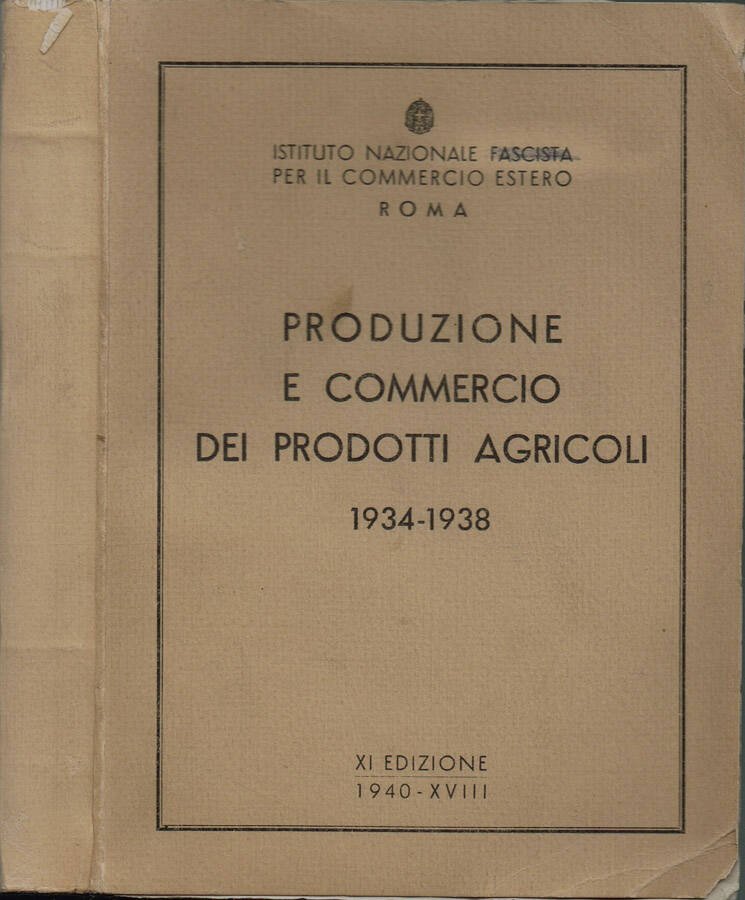 ISTITUTO NAZIONALE FASCISTA
PER IL COMMERCIO ESTERO
ROMA
PRODUZIONE
E COMMERCIO
DEI PRODOTTI AGRICOLI
1934-1938
XI EDIZIONE
1940-XVIII